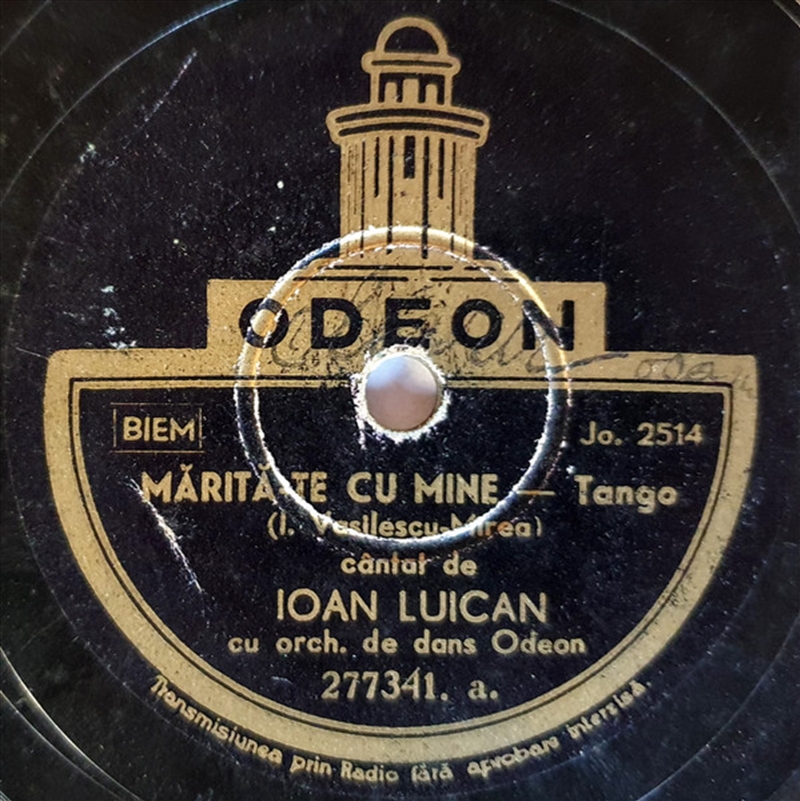 ODEON
BIEM
Jo. 2514
MĂRITĂ-TE CU MINE — Tango
(I. Vasilescu-Mirea)
cântat de
IOAN LUICAN
cu orch. de dans Odeon
277341. a.
Transmisiunea prin Radio fără aprobare interzisă.